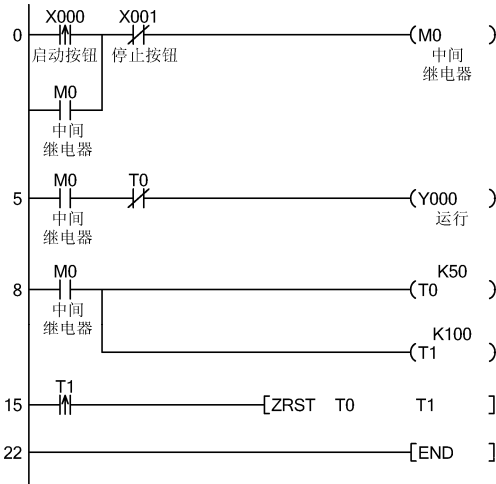 X000 X001
0 (M0 )
启动按钮 停止按钮 中间
继电器
M0
中间
继电器
M0 T0
5 (Y000 )
中间 运行
继电器
M0 K50
8 (T0 )
中间
继电器 K100
(T1 )
T1
15 [ZRST T0 T1 ]
22 [END ]